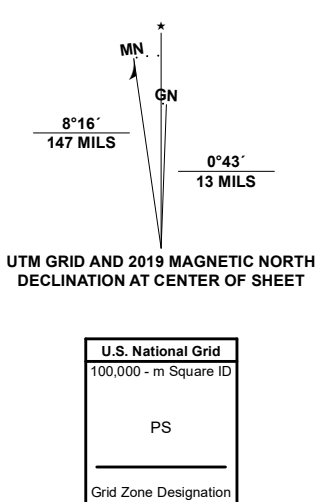 ★
MN
GN
8°16´
147 MILS
0°43´
13 MILS
UTM GRID AND 2019 MAGNETIC NORTH
DECLINATION AT CENTER OF SHEET
U.S. National Grid
100,000 - m Square ID
PS
Grid Zone Designation